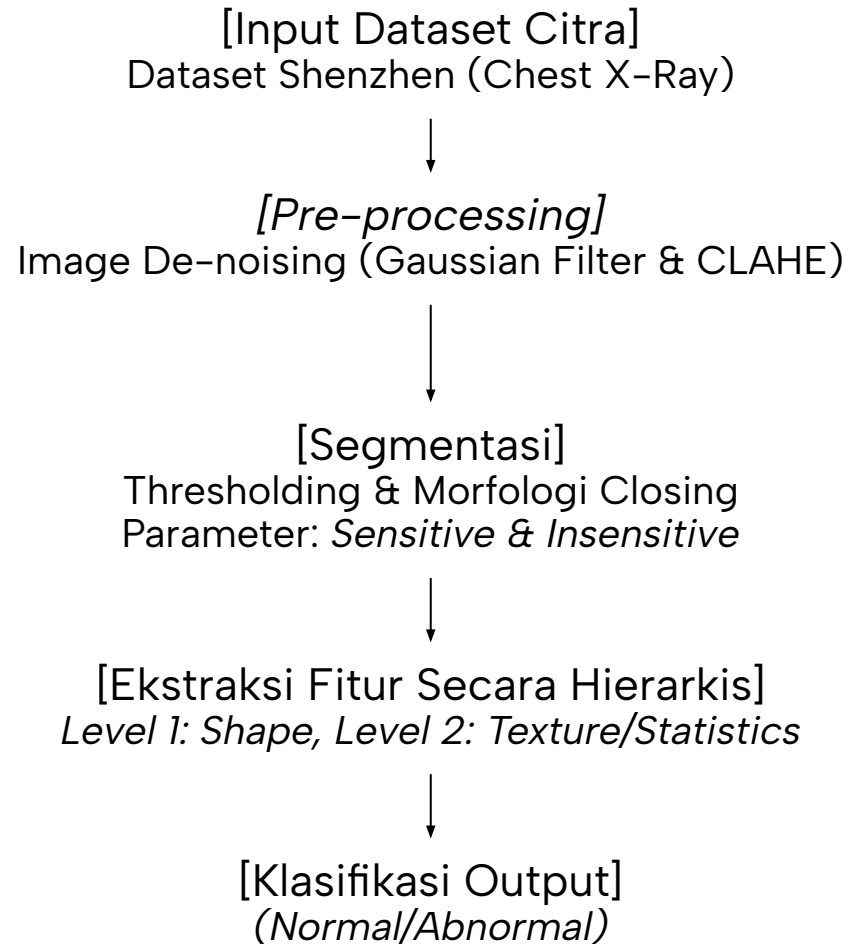 [Input Dataset Citra]
Dataset Shenzhen (Chest X-Ray)
[Pre-processing]
Image De-noising (Gaussian Filter & CLAHE)
[Segmentasi]
Thresholding & Morfologi Closing
Parameter: Sensitive & Insensitive
[Ekstraksi Fitur Secara Hierarkis]
Level 1: Shape, Level 2: Texture/Statistics
[Klasifikasi Output]
(Normal/Abnormal)